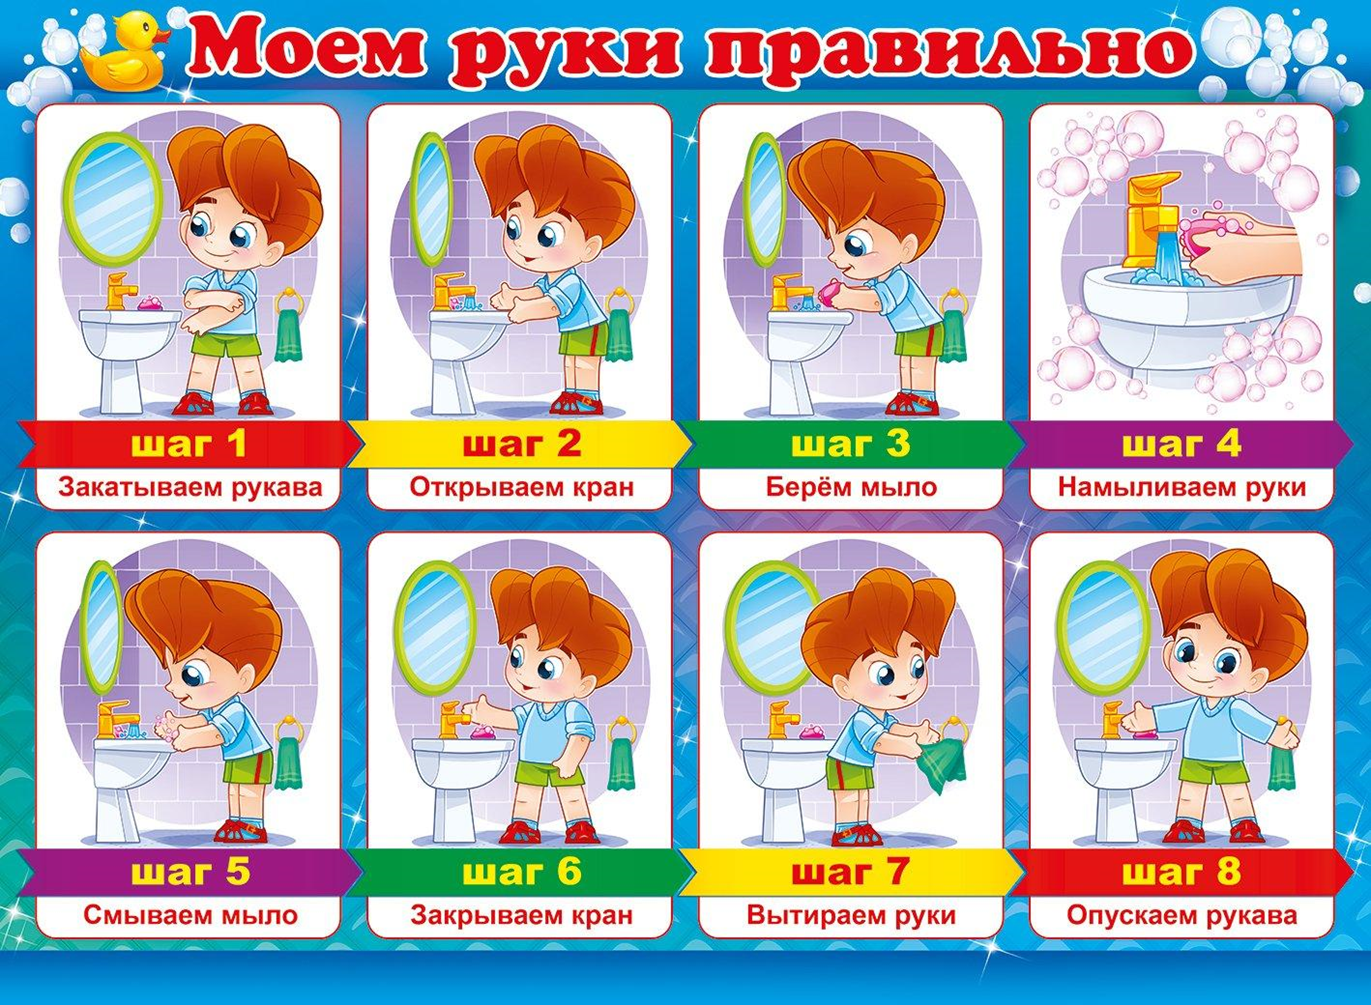 Моем руки правильно
шаг 1
Закатываем рукава
шаг 2
Открываем кран
шаг 3
Берём мыло
шаг 4
Намыливаем руки
шаг 5
Смываем мыло
шаг 6
Закрываем кран
шаг 7
Вытираем руки
шаг 8
Опускаем рукава